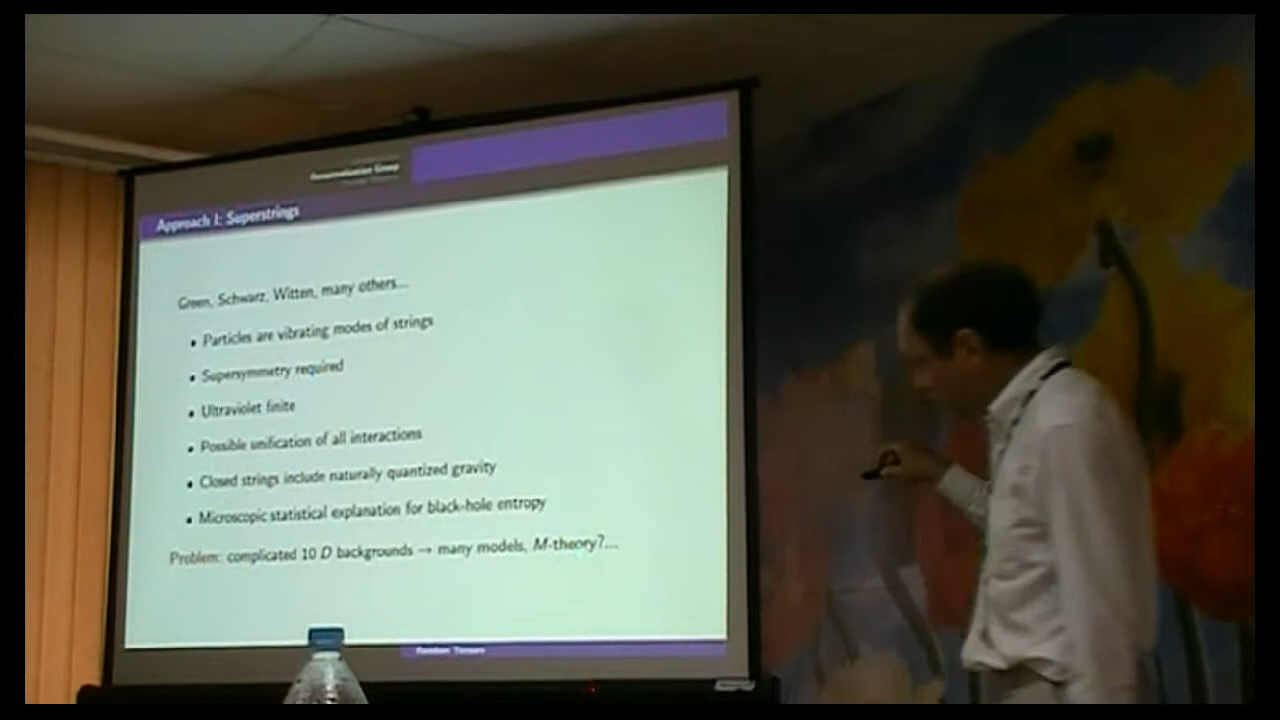 Renormalization Group
Approach I: Superstrings
Green, Schwarz, Witten, many others...
• Particles are vibrating modes of strings
• Supersymmetry required
• Ultraviolet finite
• Possible unification of all interactions
• Closed strings include naturally quantized gravity
• Microscopic statistical explanation for black-hole entropy
Problem: complicated 10 D backgrounds → many models, M-theory?...
Random Tensors